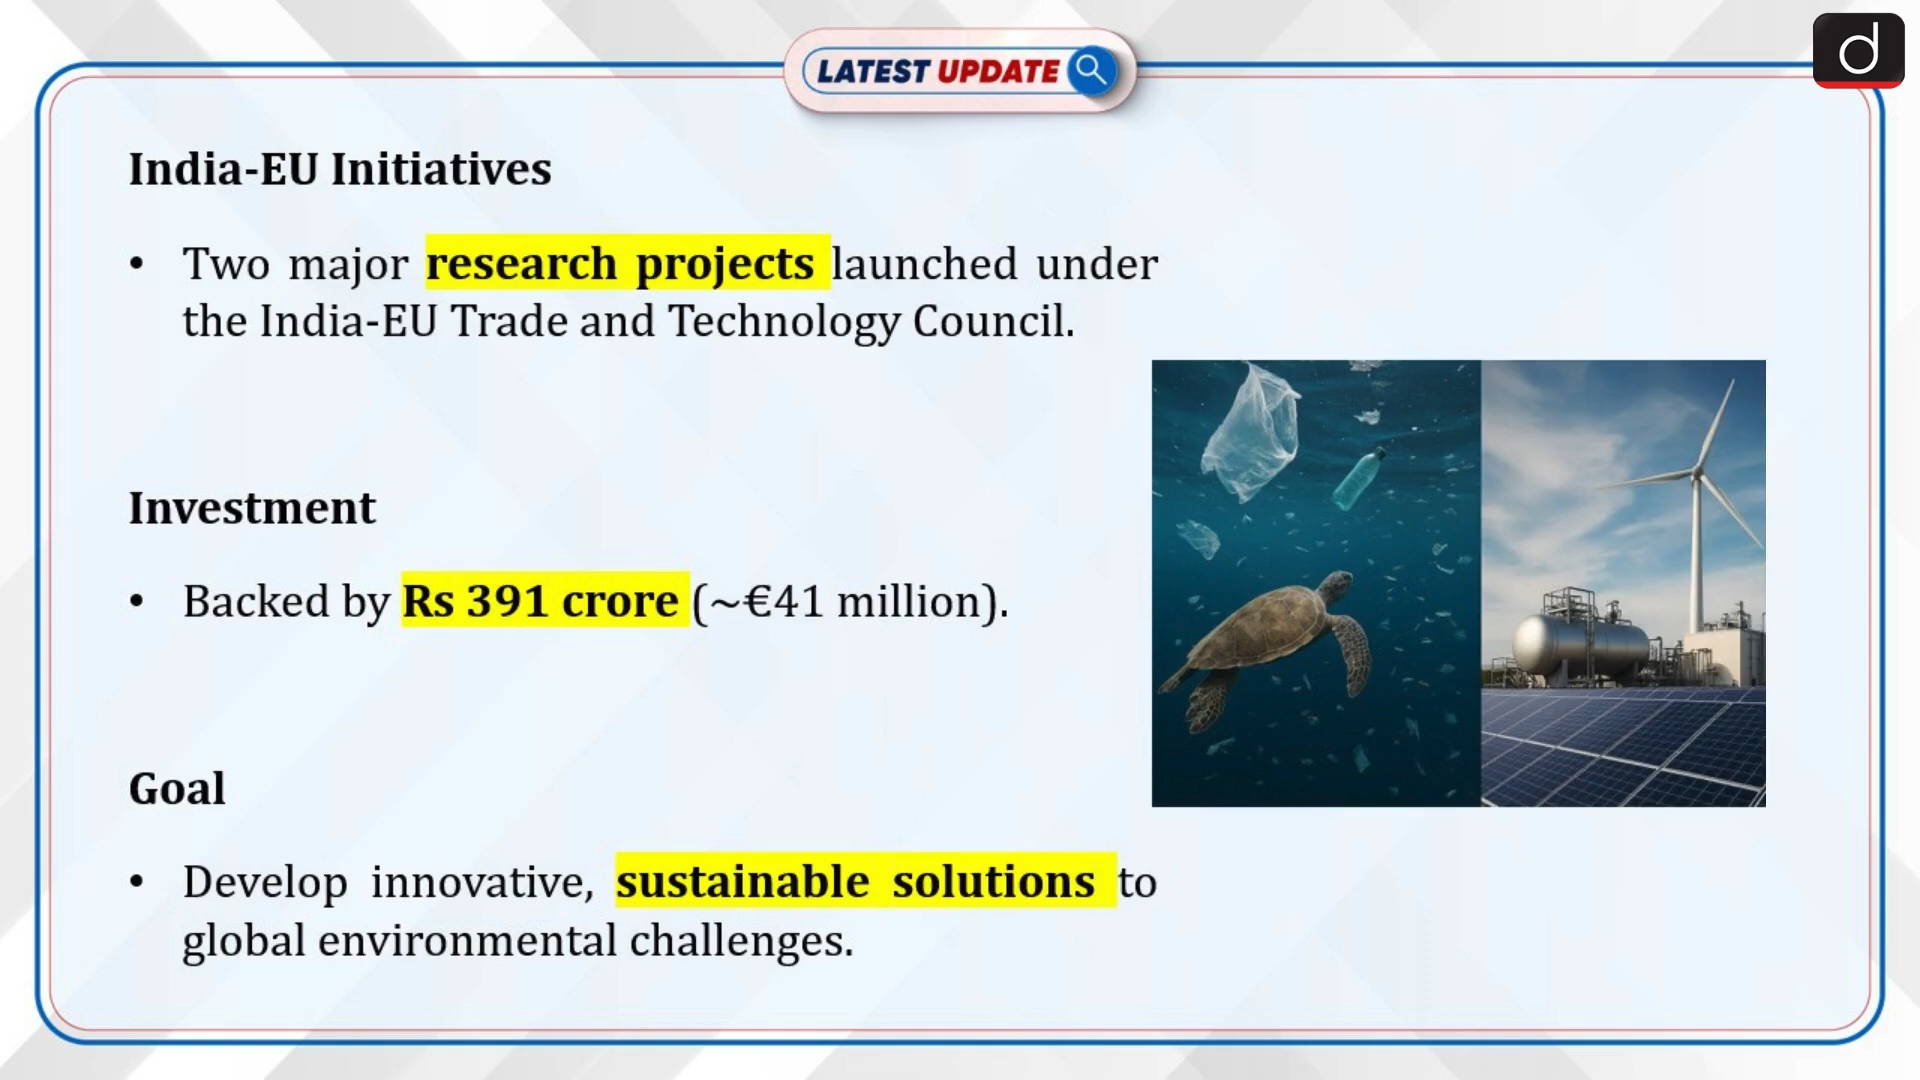 LATEST UPDATE
d
India-EU Initiatives
• Two major research projects launched under
the India-EU Trade and Technology Council.
Investment
• Backed by Rs 391 crore (~€41 million).
Goal
• Develop innovative, sustainable solutions to
global environmental challenges.